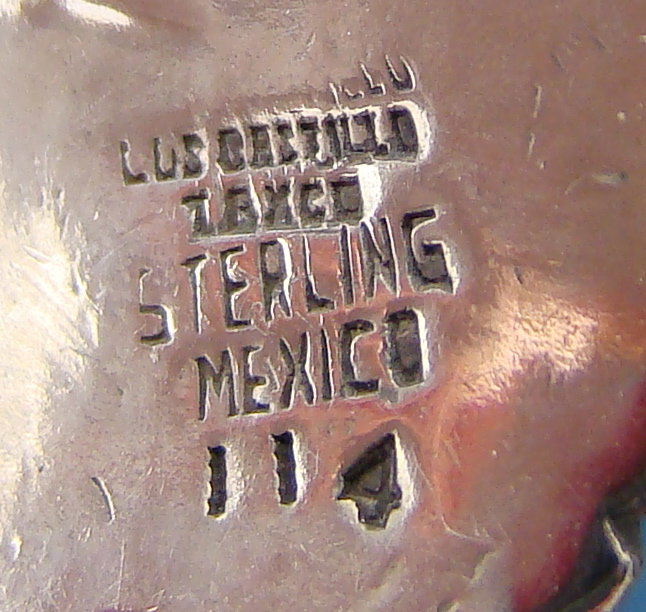 LOS CASTILLO
TAXCO
STERLING
MEXICO
114